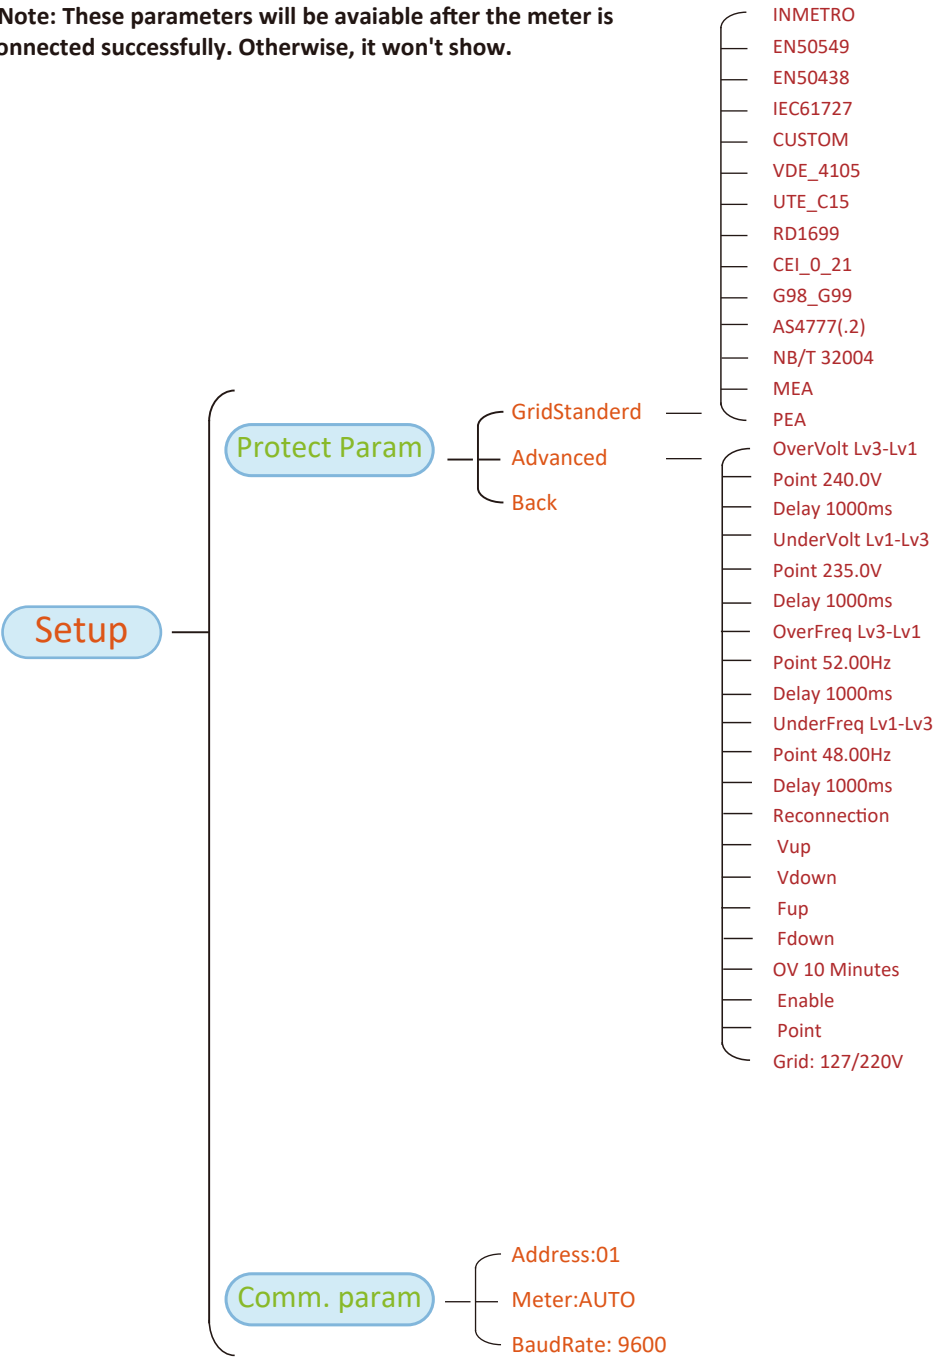 Note: These parameters will be avaiable after the meter is
onnected successfully. Otherwise, it won't show.
INMETRO
EN50549
EN50438
IEC61727
CUSTOM
VDE_4105
UTE_C15
RD1699
CEI_0_21
G98_G99
AS4777(.2)
NB/T 32004
MEA
PEA
GridStanderd
Protect Param
Advanced
Back
OverVolt Lv3-Lv1
Point 240.0V
Delay 1000ms
UnderVolt Lv1-Lv3
Point 235.0V
Delay 1000ms
OverFreq Lv3-Lv1
Point 52.00Hz
Delay 1000ms
UnderFreq Lv1-Lv3
Point 48.00Hz
Delay 1000ms
Reconnection
Vup
Vdown
Fup
Fdown
OV 10 Minutes
Enable
Point
Grid: 127/220V
Setup
Comm. param
Address:01
Meter:AUTO
BaudRate: 9600